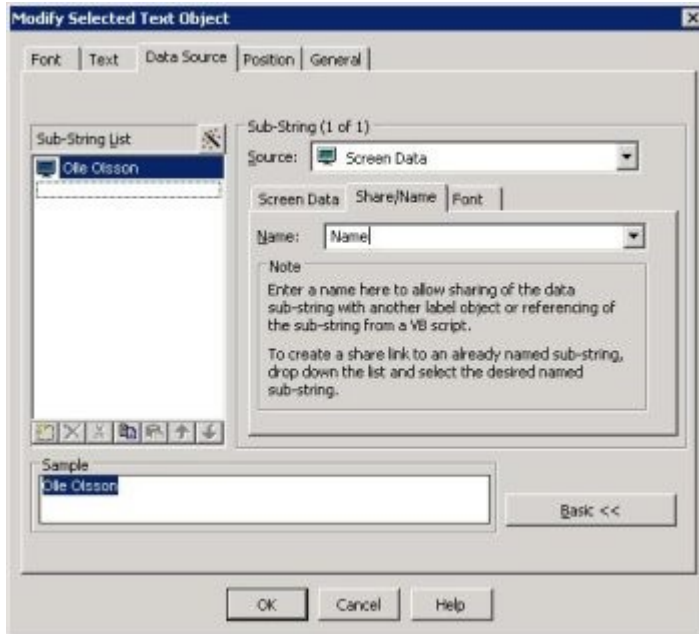 Modify Selected Text Object
Font Text Data Source Position General
Sub-String List
Olle Olsson
Sub-String (1 of 1)
Source: Screen Data
Screen Data Share/Name Font
Name: Name
Note
Enter a name here to allow sharing of the data
sub-string with another label object or referencing of
the sub-string from a VB script.
To create a share link to an already named sub-string,
drop down the list and select the desired named
sub-string.
Sample
Olle Olsson
Basic <<
OK Cancel Help